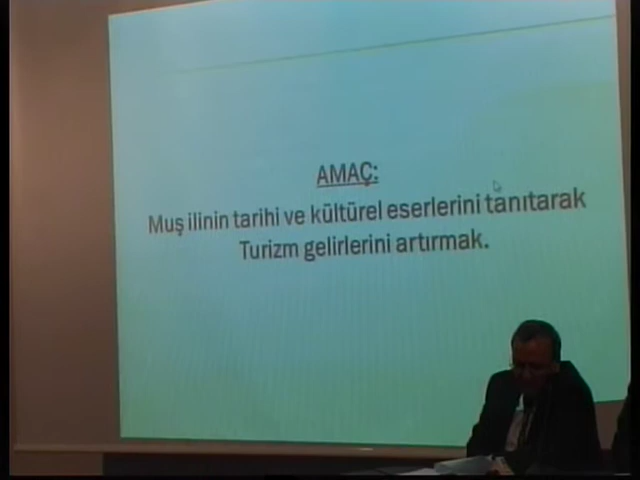 AMAÇ:
Muş ilinin tarihi ve kültürel eserlerini tanıtarak
Turizm gelirlerini artırmak.